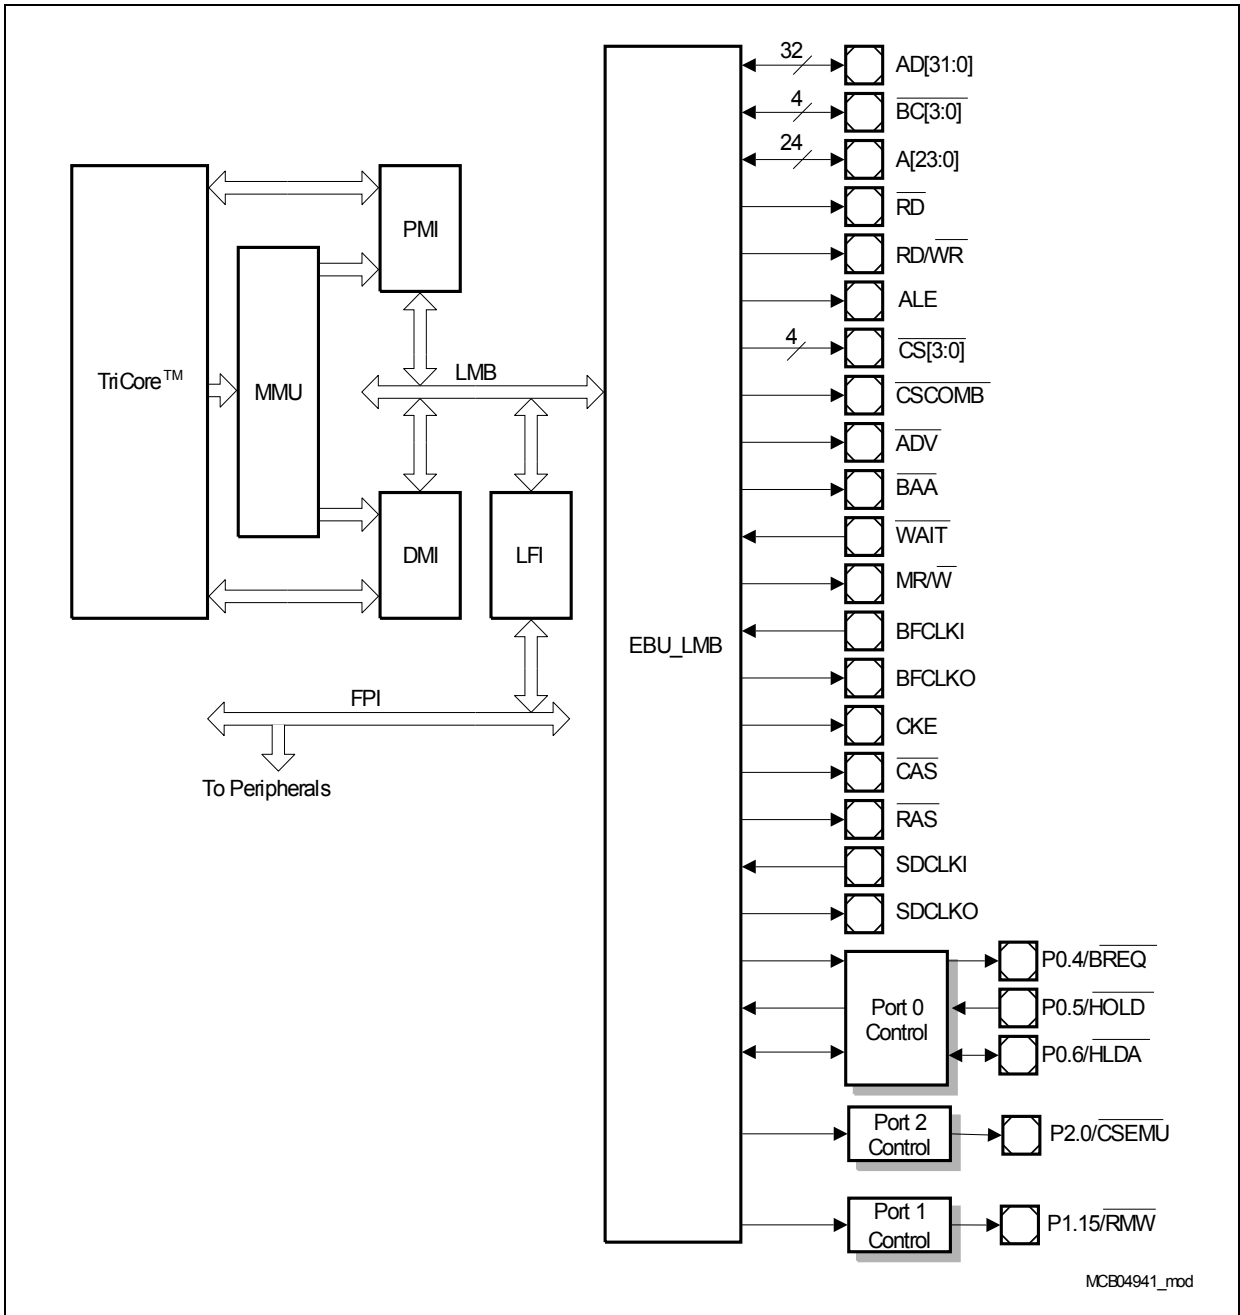 32
AD[31:0]
4
BC[3:0]
24
A[23:0]
RD
RD/WR
ALE
4
CS[3:0]
CSCOMB
ADV
BAA
WAIT
MR/W
BFCLKI
BFCLKO
CKE
CAS
RAS
SDCLKI
SDCLKO
TriCore™
MMU
PMI
LMB
DMI
LFI
FPI
To Peripherals
EBU_LMB
Port 0
Control
P0.4/BREQ
P0.5/HOLD
P0.6/HLDA
Port 2
Control
P2.0/CSEMU
Port 1
Control
P1.15/RMW
MCB04941_mod